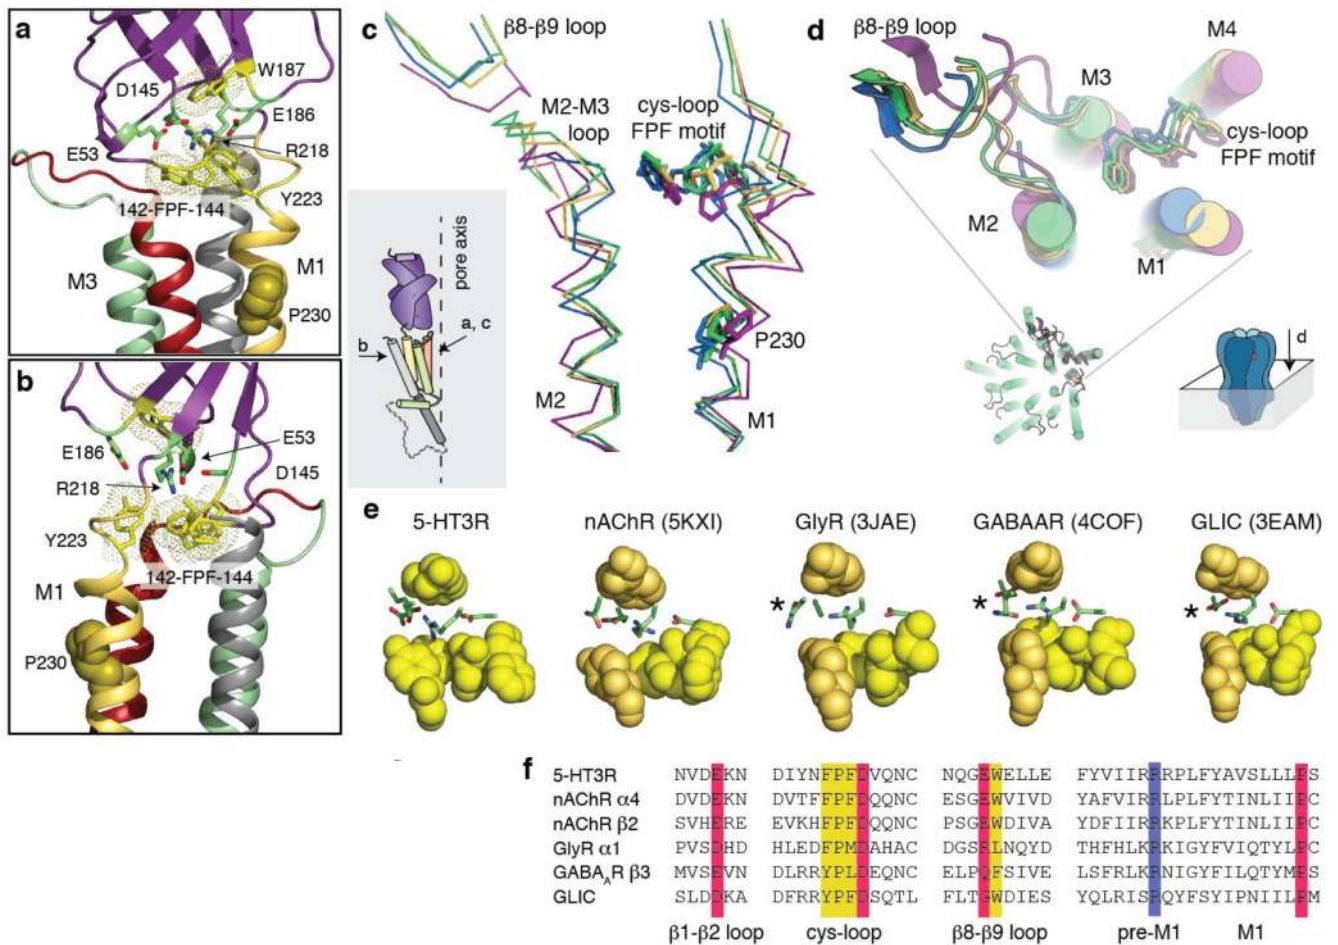 a
W187
D145
E186
E53
R218
142-FPF-144
Y223
M3
M1
P230
b
E186
E53
R218
D145
Y223
142-FPF-144
M1
P230
c
β8-β9 loop
M2-M3
loop
cys-loop
FPF motif
pore axis
a, c
b
P230
M2
M1
d
β8-β9 loop
M4
M3
cys-loop
FPF motif
M2
M1
d
e
5-HT3R
nAChR (5KXI)
GlyR (3JAE)
GABAAR (4COF)
GLIC (3EAM)
*
*
*
f
5-HT3R NVDEKN DIYNFPFDVQNC NQGEWELLE FYVIIRRRPLFYAVSLLLPS
nAChR α4 DVDEKN DVTFFPFDQQNC ESGEWVIVD YAFVIRRLPLFYTINLIIPC
nAChR β2 SVHERE EVKHFPFDQQNC PSGEWDIVA YDFIIRRKPLFYTINLIIPC
GlyR α1 PVSDHD HLEDFPMDAHAC DGSRLNQYD THFHLKRKIGYFVIQTYLPC
GABAAR β3 MVSEVN DLRRYPLDEQNC ELPQFSIVE LSFRLKRNIGYFILQTYMPS
GLIC SLDDKA DFRRYPFDSQTL FLTGWDIES YQLRISRQYFSYIPNIILPM
β1-β2 loop cys-loop β8-β9 loop pre-M1 M1